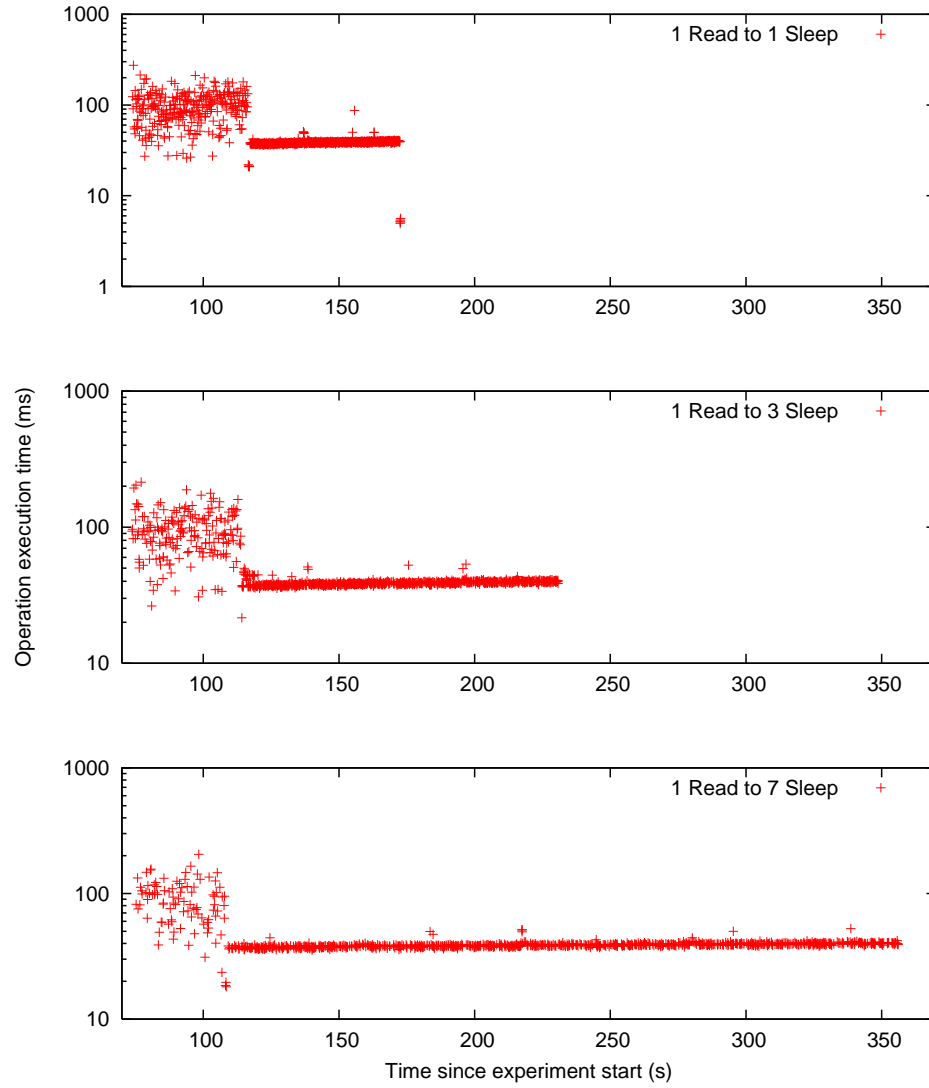 1000
1 Read to 1 Sleep
100
10
1
100 150 200 250 300 350
Operation execution time (ms)
1000
1 Read to 3 Sleep
100
10
100 150 200 250 300 350
1000
1 Read to 7 Sleep
100
10
100 150 200 250 300 350
Time since experiment start (s)